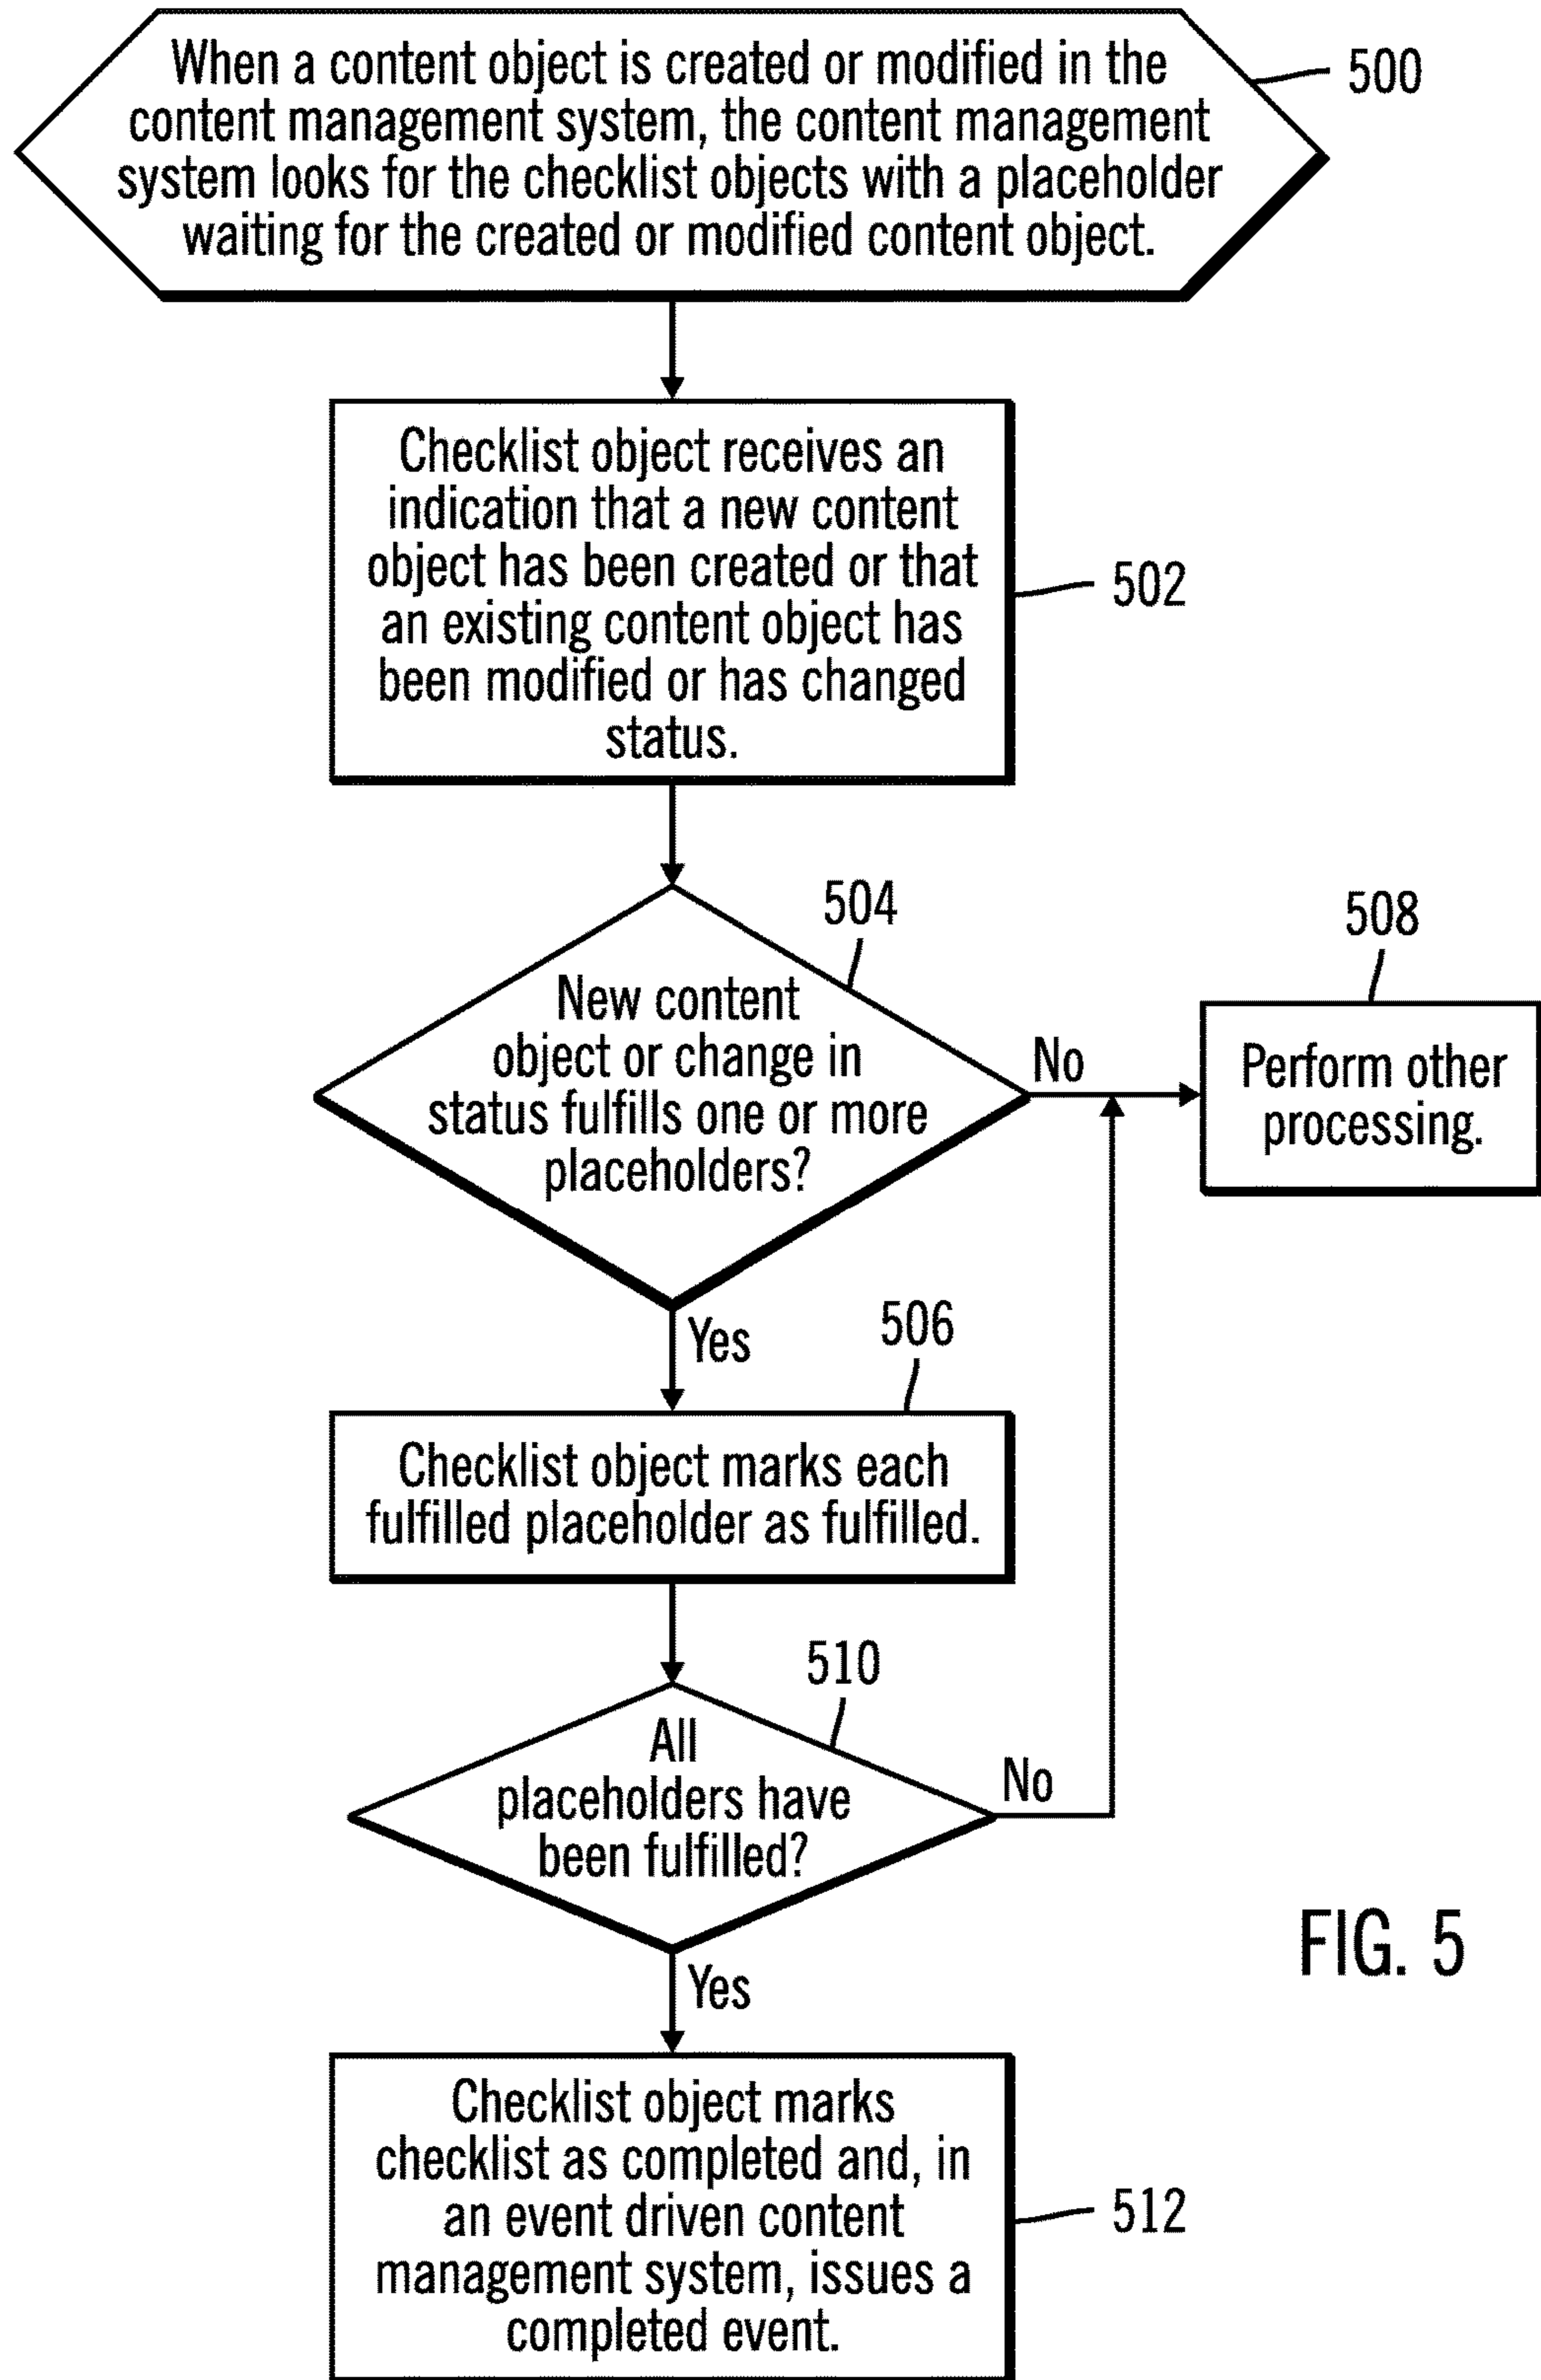 When a content object is created or modified in the
content management system, the content management
system looks for the checklist objects with a placeholder
waiting for the created or modified content object.
500
Checklist object receives an
indication that a new content
object has been created or that
an existing content object has
been modified or has changed
status.
502
504
New content
object or change in
status fulfills one or more
placeholders?
No
508
Perform other
processing.
Yes
506
Checklist object marks each
fulfilled placeholder as fulfilled.
510
All
placeholders have
been fulfilled?
No
Yes
FIG. 5
Checklist object marks
checklist as completed and, in
an event driven content
management system, issues a
completed event.
512